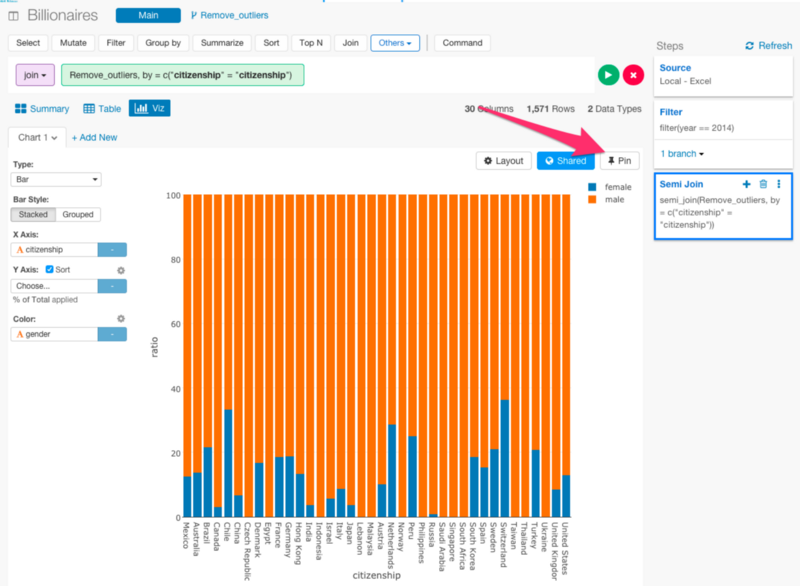 Billionaires
Main
Remove_outliers
Select
Mutate
Filter
Group by
Summarize
Sort
Top N
Join
Others
Command
join
Remove_outliers, by = c("citizenship" = "citizenship")
Summary
Table
Viz
30 Columns
1,571 Rows
2 Data Types
Chart 1
+ Add New
Type:
Bar
Bar Style:
Stacked
Grouped
X Axis:
A citizenship
-
Y Axis:
Sort
Choose...
-
% of Total applied
Color:
A gender
-
Layout
Shared
Pin
female
male
100
80
60
40
20
0
ratio
Mexico
Australia
Brazil
Canada
Chile
China
Czech Republic
Denmark
Egypt
France
Germany
Hong Kong
India
Indonesia
Israel
Italy
Japan
Lebanon
Malaysia
Austria
Netherlands
Norway
Peru
Philippines
Russia
Saudi Arabia
Singapore
South Africa
South Korea
Spain
Sweden
Switzerland
Taiwan
Thailand
Turkey
Ukraine
United Kingdom
United States
citizenship
Steps
Refresh
Source
Local - Excel
Filter
filter(year == 2014)
1 branch
Semi Join
semi_join(Remove_outliers, by
= c("citizenship" =
"citizenship"))